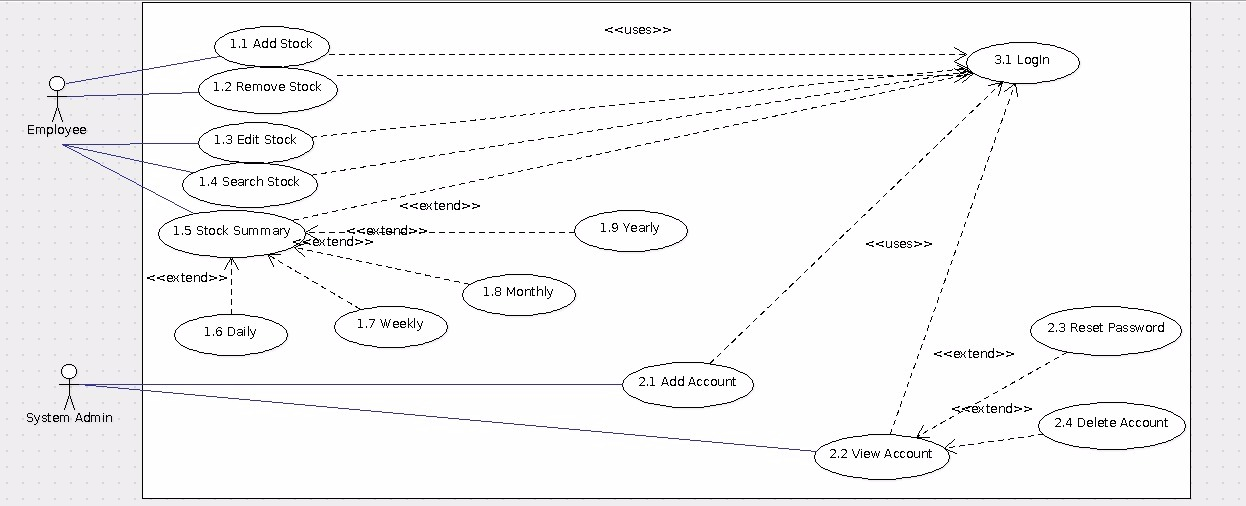 <<uses>>
1.1 Add Stock
3.1 LogIn
1.2 Remove Stock
Employee
1.3 Edit Stock
1.4 Search Stock
<<extend>>
1.5 Stock Summary
<<extend>>
1.9 Yearly
<<extend>>
<<uses>>
<<extend>>
1.8 Monthly
1.6 Daily
1.7 Weekly
2.3 Reset Password
<<extend>>
2.1 Add Account
System Admin
<<extend>>
2.4 Delete Account
2.2 View Account